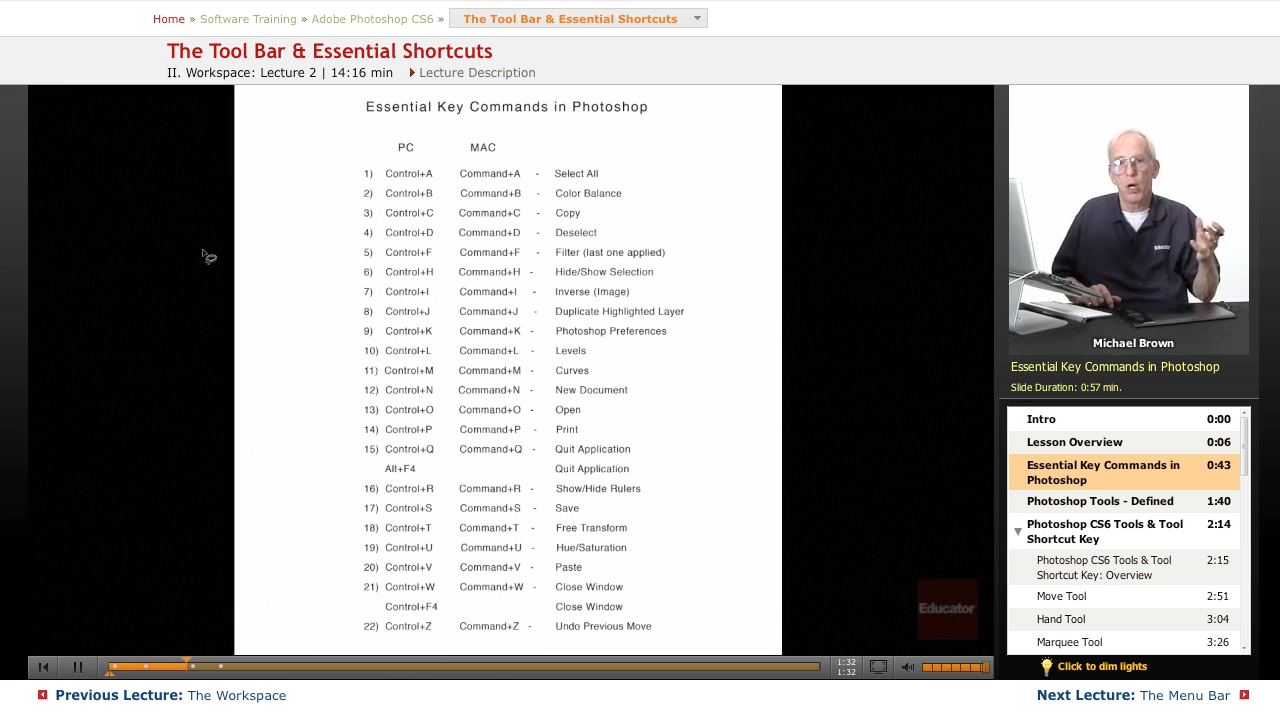 Home » Software Training » Adobe Photoshop CS6 » The Tool Bar & Essential Shortcuts
The Tool Bar & Essential Shortcuts
II. Workspace: Lecture 2 | 14:16 min Lecture Description
Essential Key Commands in Photoshop
PC MAC
1) Control+A Command+A - Select All
2) Control+B Command+B - Color Balance
3) Control+C Command+C - Copy
4) Control+D Command+D - Deselect
5) Control+F Command+F - Filter (last one applied)
6) Control+H Command+H - Hide/Show Selection
7) Control+I Command+I - Inverse (Image)
8) Control+J Command+J - Duplicate Highlighted Layer
9) Control+K Command+K - Photoshop Preferences
10) Control+L Command+L - Levels
11) Control+M Command+M - Curves
12) Control+N Command+N - New Document
13) Control+O Command+O - Open
14) Control+P Command+P - Print
15) Control+Q Command+Q - Quit Application
Alt+F4 Quit Application
16) Control+R Command+R - Show/Hide Rulers
17) Control+S Command+S - Save
18) Control+T Command+T - Free Transform
19) Control+U Command+U - Hue/Saturation
20) Control+V Command+V - Paste
21) Control+W Command+W - Close Window
Control+F4 Close Window
22) Control+Z Command+Z - Undo Previous Move
Educator
1:32
1:32
Michael Brown
Essential Key Commands in Photoshop
Slide Duration: 0:57 min.
Intro 0:00
Lesson Overview 0:06
Essential Key Commands in 0:43
Photoshop
Photoshop Tools - Defined 1:40
Photoshop CS6 Tools & Tool 2:14
Shortcut Key
Photoshop CS6 Tools & Tool 2:15
Shortcut Key: Overview
Move Tool 2:51
Hand Tool 3:04
Marquee Tool 3:26
Click to dim lights
Previous Lecture: The Workspace
Next Lecture: The Menu Bar